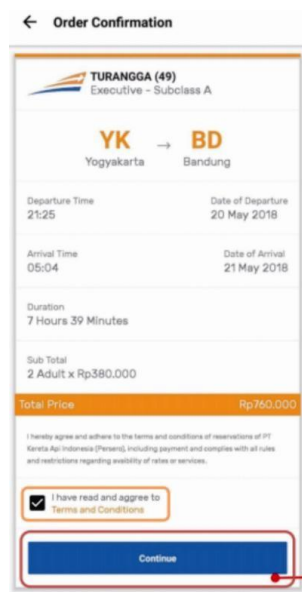 ← Order Confirmation
TURANGGA (49)
Executive - Subclass A
YK → BD
Yogyakarta Bandung
Departure Time Date of Departure
21:25 20 May 2018
Arrival Time Date of Arrival
05:04 21 May 2018
Duration
7 Hours 39 Minutes
Sub Total
2 Adult x Rp380.000
Total Price Rp760.000
I hereby agree and adhere to the terms and conditions of reservations of PT
Kereta Api Indonesia (Persero), including payment and complies with all rules
and restrictions regarding avaibility of rates or services.
I have read and aggree to
Terms and Conditions
Continue